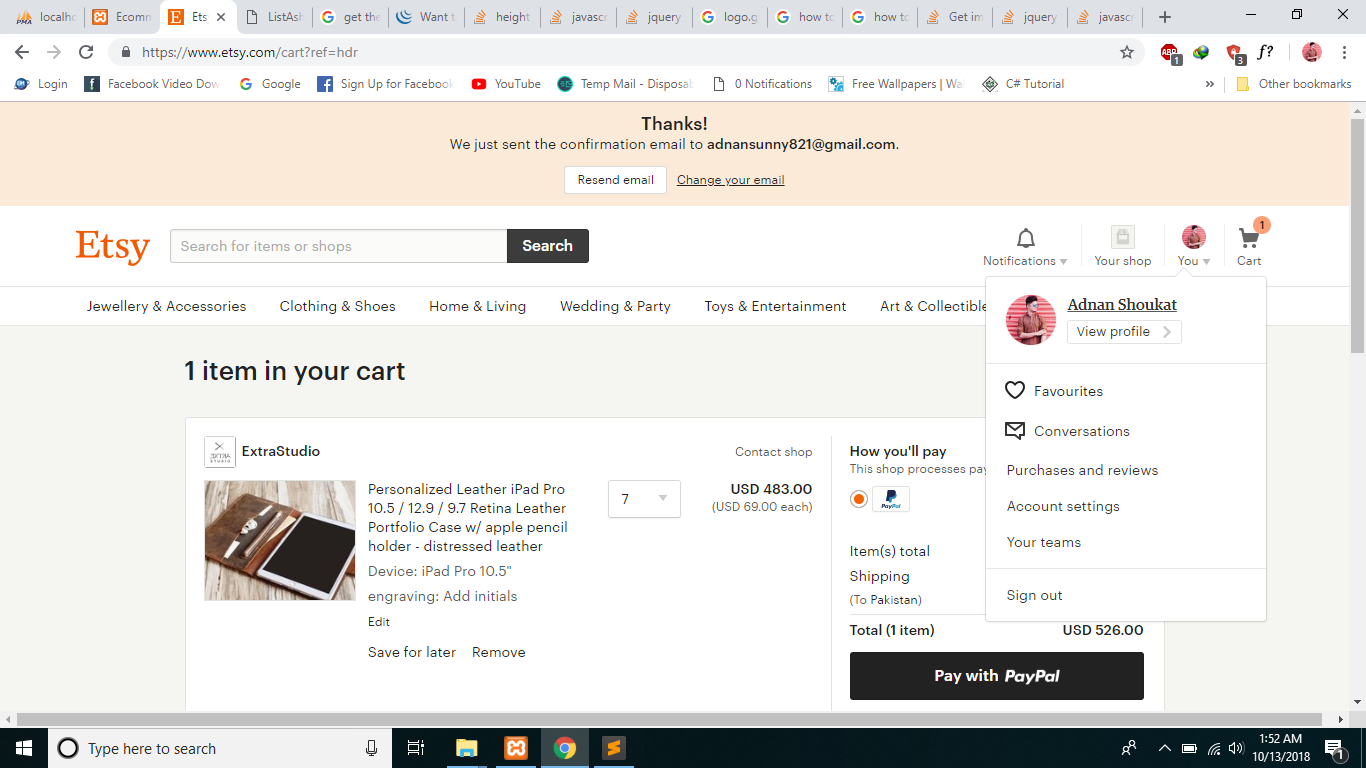 localhc
Ecomn
Ets
ListAsh
get the
Want t
height
javascr
jquery
logo.g
how to
how to
Get im
jquery
javascr
https://www.etsy.com/cart?ref=hdr
ABP 1
3
f?
Login
Facebook Video Dow
Google
Sign Up for Facebook
YouTube
Temp Mail - Disposab
0 Notifications
Free Wallpapers | Wa
C# Tutorial
»
Other bookmarks
Thanks!
We just sent the confirmation email to adnansunny821@gmail.com.
Resend email
Change your email
Etsy
Search for items or shops
Search
Notifications
Your shop
You
1
Cart
Jewellery & Accessories
Clothing & Shoes
Home & Living
Wedding & Party
Toys & Entertainment
Art & Collectible
Adnan Shoukat
View profile
Favourites
Conversations
Purchases and reviews
Account settings
Your teams
Sign out
1 item in your cart
EXTRA STUDIO
ExtraStudio
Contact shop
Personalized Leather iPad Pro
10.5 / 12.9 / 9.7 Retina Leather
Portfolio Case w/ apple pencil
holder - distressed leather
Device: iPad Pro 10.5"
engraving: Add initials
Edit
Save for later
Remove
7
USD 483.00
(USD 69.00 each)
How you'll pay
This shop processes pay
PayPal
Item(s) total
Shipping
(To Pakistan)
Total (1 item)
USD 526.00
Pay with PayPal
Type here to search
1:52 AM
10/13/2018
1